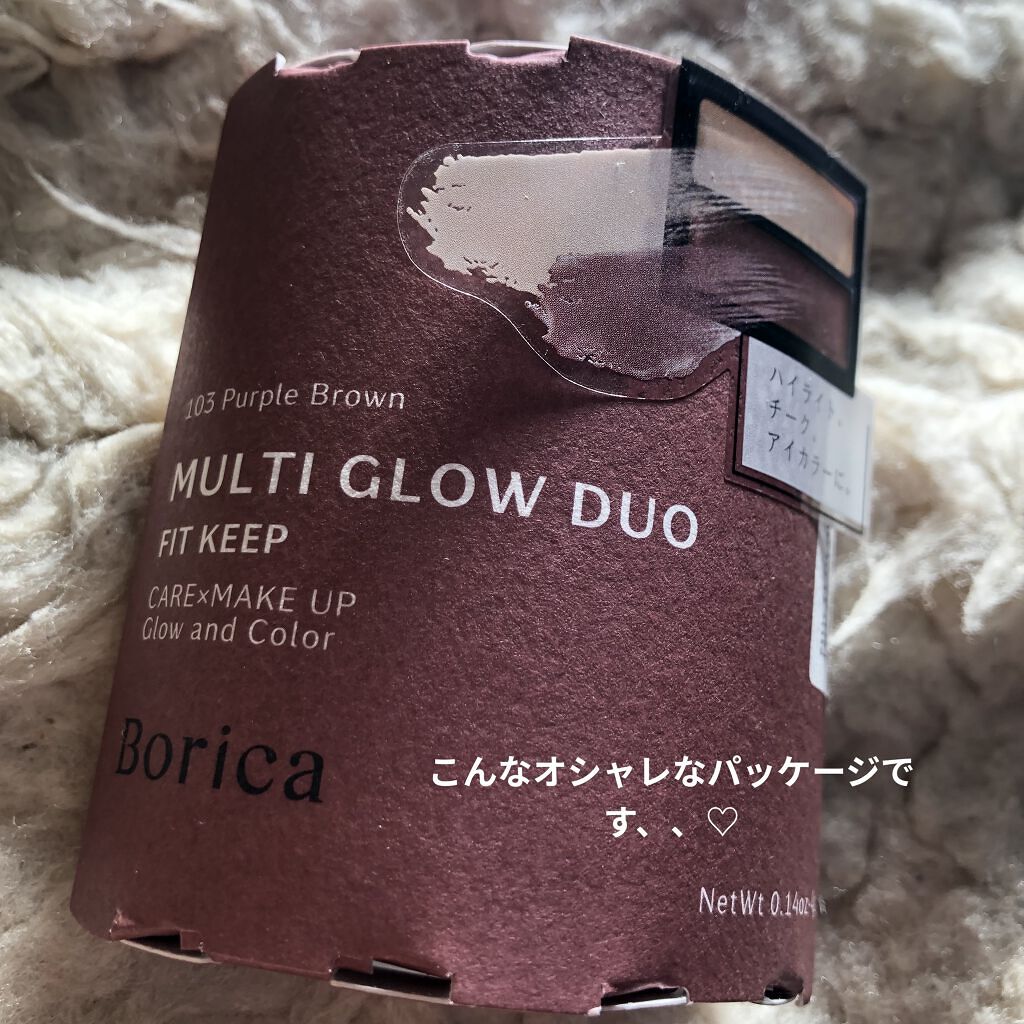 ハイライト、
チーク、
アイカラーに。
103 Purple Brown
MULTI GLOW DUO
FIT KEEP
CARE×MAKE UP
Glow and Color
Borica
こんなオシャレなパッケージで
す、、♡
NetWt 0.14oz